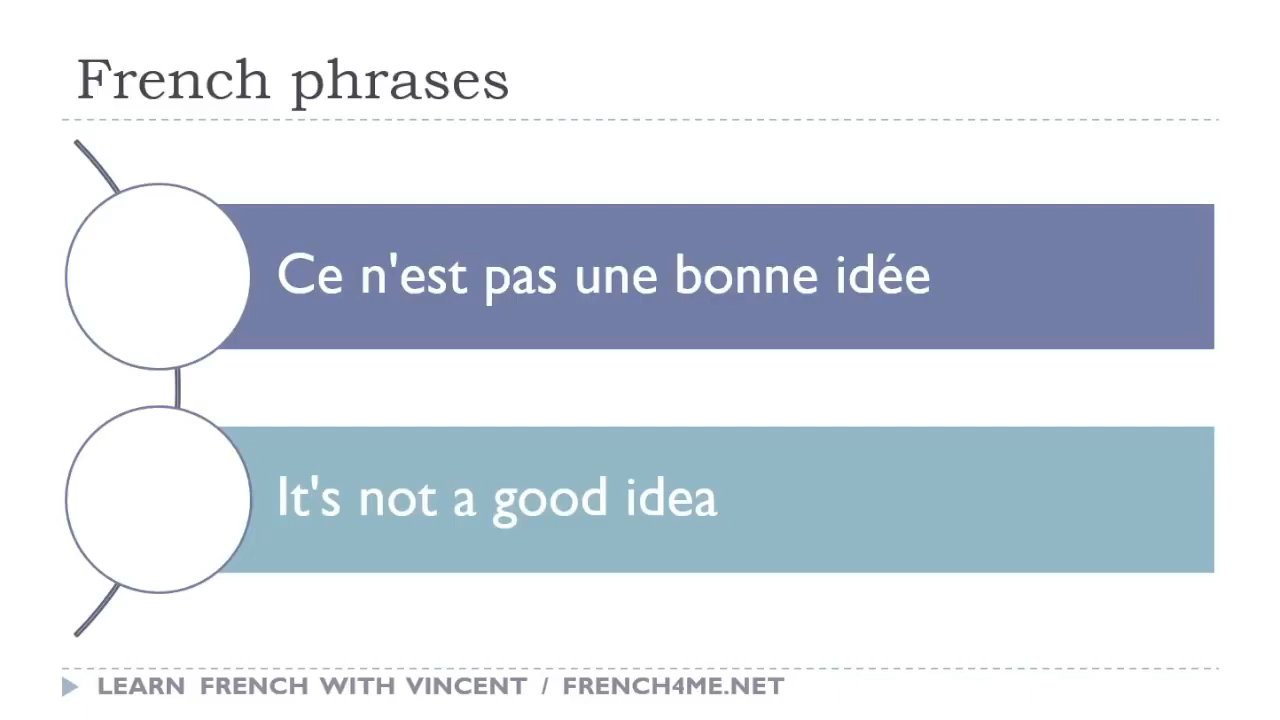 French phrases
Ce n'est pas une bonne idée
It's not a good idea
LEARN FRENCH WITH VINCENT / FRENCH4ME.NET